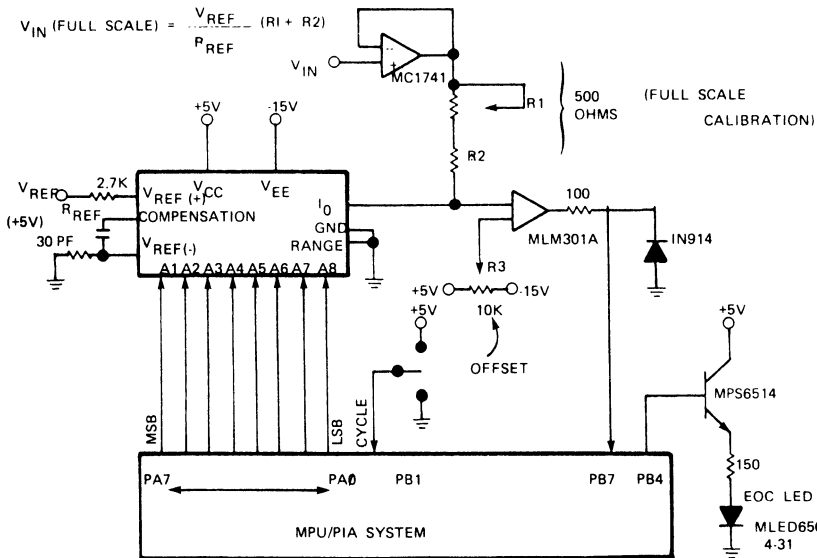 V_IN (FULL SCALE) = V_REF / R_REF (RI + R2)
V_IN
MC1741
R1
500 OHMS
(FULL SCALE CALIBRATION)
R2
+5V
-15V
V_REF
2.7K
V_REF (+)
V_CC
V_EE
R_REF
COMPENSATION
I_0
(+5V)
GND
30 PF
V_REF(-)
RANGE
A1 A2 A3 A4 A5 A6 A7 A8
100
MLM301A
IN914
R3
+5V
-15V
10K
OFFSET
+5V
+5V
MPS6514
MSB
LSB
CYCLE
150
PA7
PA0
PB1
PB7
PB4
EOC LED
MPU/PIA SYSTEM
4-31